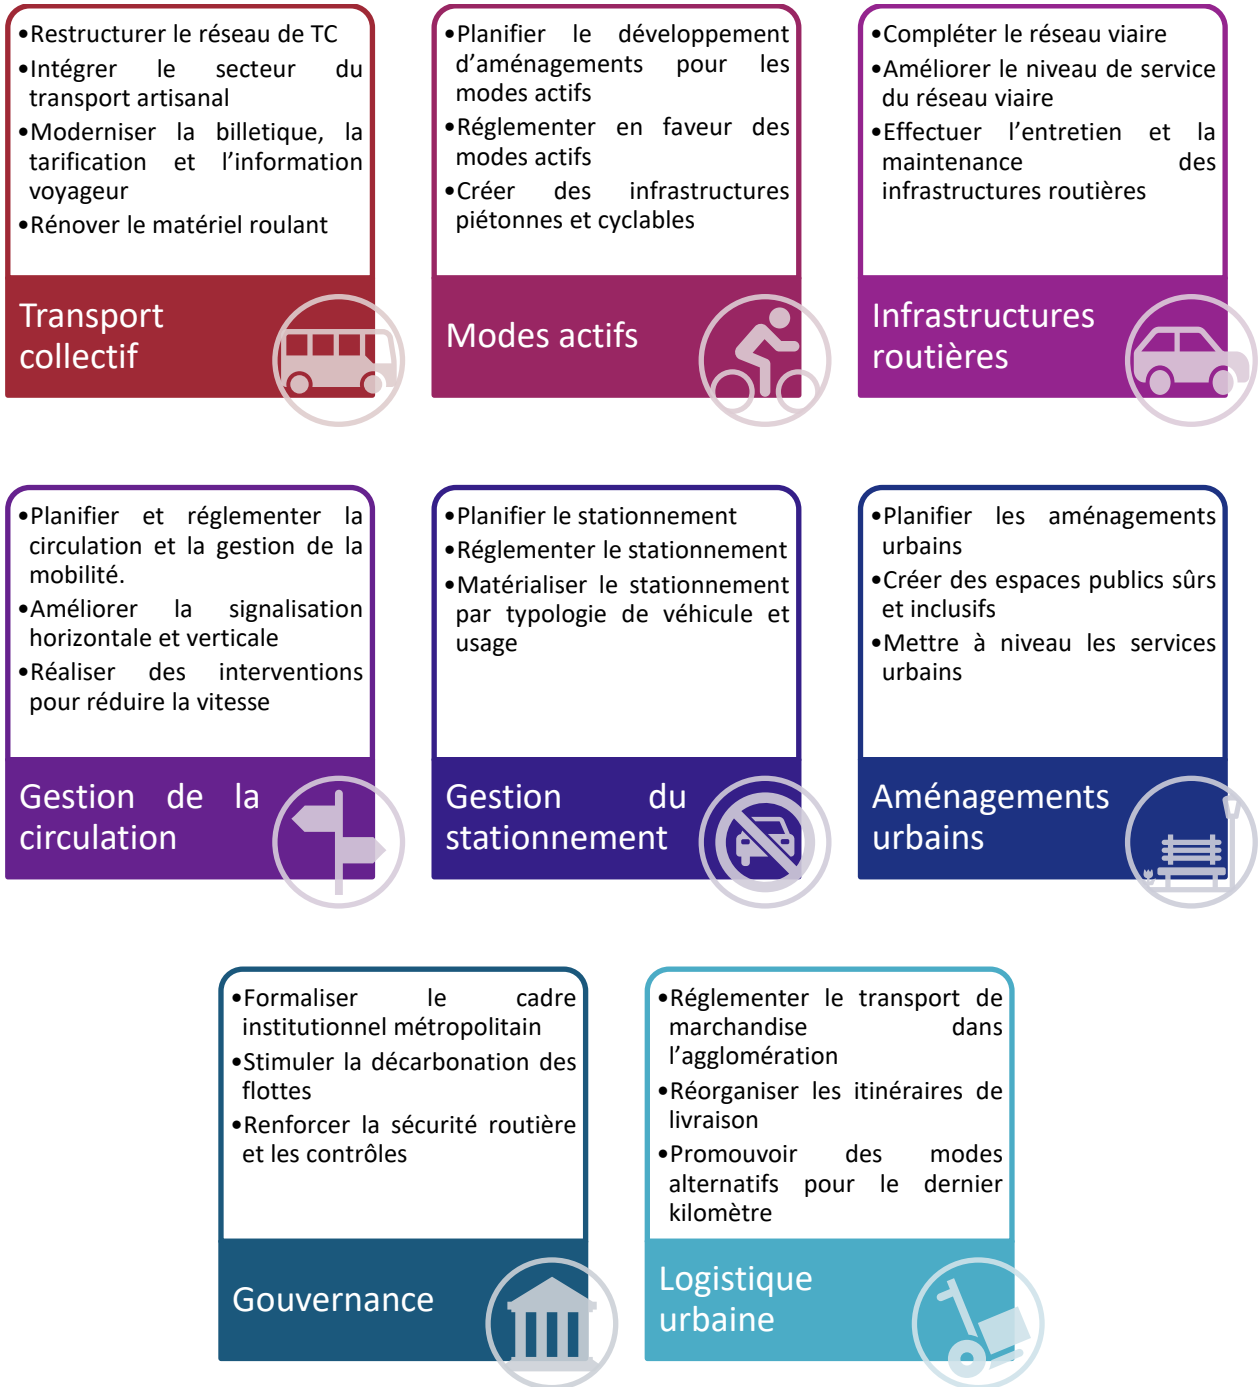 •Restructurer le réseau de TC
•Intégrer le secteur du
transport artisanal
•Moderniser la billetique, la
tarification et l’information
voyageur
•Rénover le matériel roulant
Transport
collectif
•Planifier le développement
d’aménagements pour les
modes actifs
•Réglementer en faveur des
modes actifs
•Créer des infrastructures
piétonnes et cyclables
Modes actifs
•Compléter le réseau viaire
•Améliorer le niveau de service
du réseau viaire
•Effectuer l’entretien et la
maintenance des
infrastructures routières
Infrastructures
routières
•Planifier et réglementer la
circulation et la gestion de la
mobilité.
•Améliorer la signalisation
horizontale et verticale
•Réaliser des interventions
pour réduire la vitesse
Gestion de la
circulation
•Planifier le stationnement
•Réglementer le stationnement
•Matérialiser le stationnement
par typologie de véhicule et
usage
Gestion du
stationnement
•Planifier les aménagements
urbains
•Créer des espaces publics sûrs
et inclusifs
•Mettre à niveau les services
urbains
Aménagements
urbains
•Formaliser le cadre
institutionnel métropolitain
•Stimuler la décarbonation des
flottes
•Renforcer la sécurité routière
et les contrôles
Gouvernance
•Réglementer le transport de
marchandise dans
l’agglomération
•Réorganiser les itinéraires de
livraison
•Promouvoir des modes
alternatifs pour le dernier
kilomètre
Logistique
urbaine